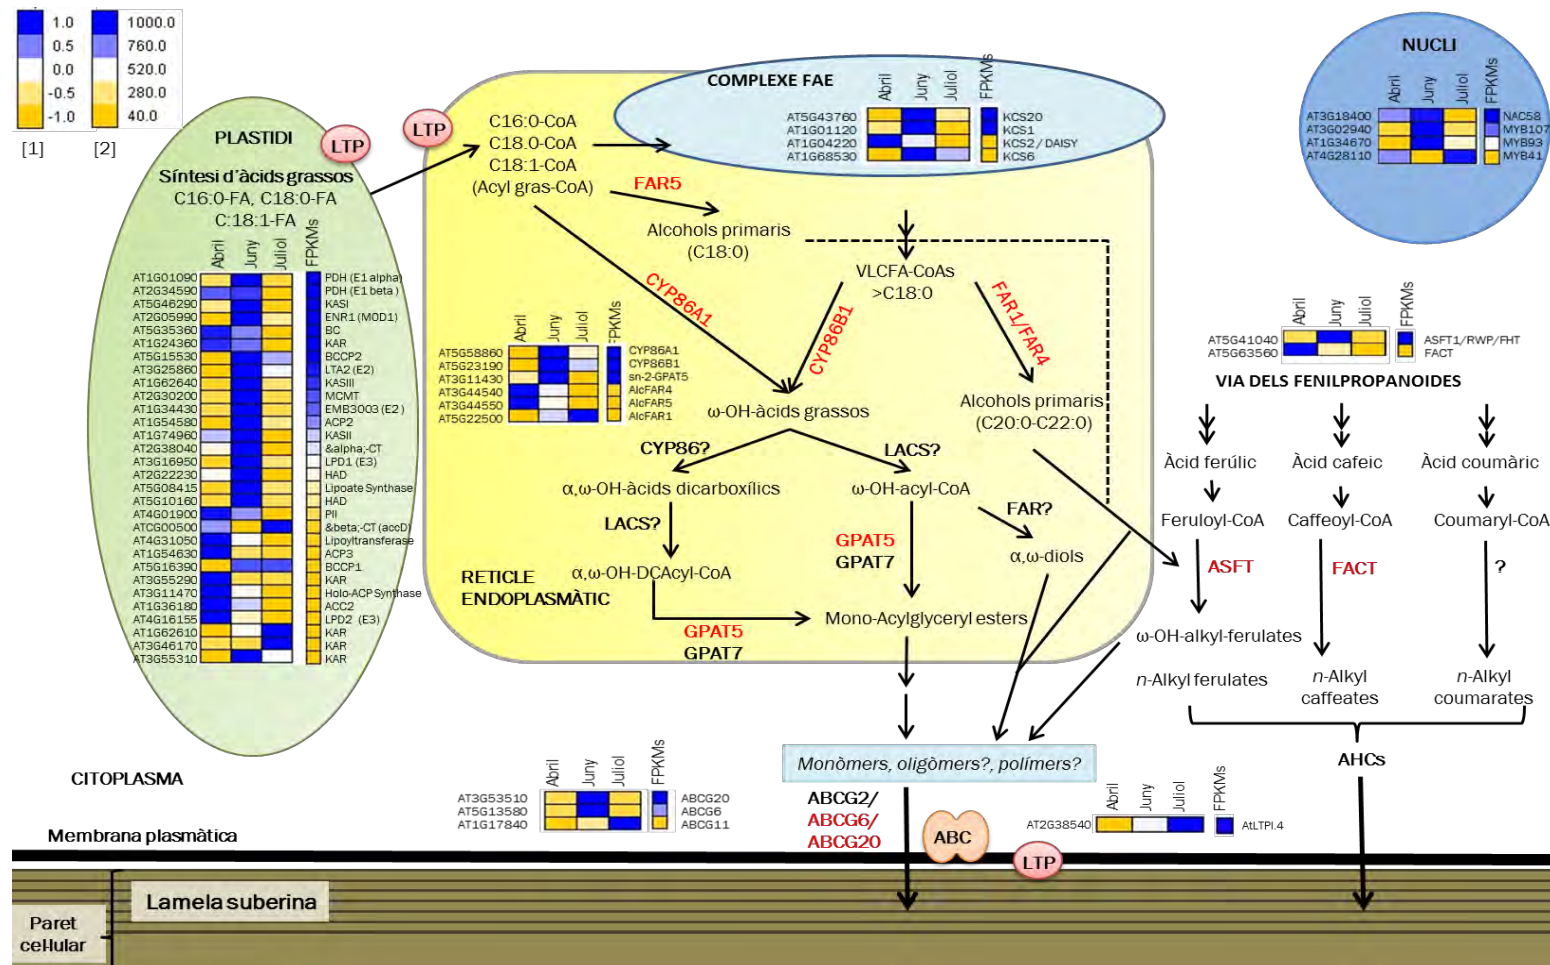 1.0 1000.0
0.5 760.0
0.0 520.0
-0.5 280.0
-1.0 40.0
[1] [2]
PLASTIDI
LTP
Síntesi d'àcids grassos
C16:0-FA, C18:0-FA
C:18:1-FA
Abril Juny Juliol FPKMs
AT1G01090 PDH (E1 alpha)
AT2G34590 PDH (E1 beta)
AT5G46290 KASI
AT2G05990 ENR1 (MOD1)
AT5G35360 BC
AT1G24360 KAR
AT5G15530 BCCP2
AT3G25860 LTA2 (E2)
AT1G62640 KASIII
AT2G30200 MCMT
AT1G34430 EMB3003 (E2)
AT1G54580 ACP2
AT1G74960 KASII
AT2G38040 &alpha;-CT
AT3G16950 LPD1 (E3)
AT2G22230 HAD
AT5G08415 Lipoate Synthase
AT5G10160 HAD
AT4G01900 PII
ATCG00500 &beta;-CT (accD)
AT4G31050 Lipoyltransferase
AT1G54630 ACP3
AT5G16390 BCCP1
AT3G55290 KAR
AT3G11470 Holo-ACP Synthase
AT1G36180 ACC2
AT4G16155 LPD2 (E3)
AT1G62610 KAR
AT3G46170 KAR
AT3G55310 KAR
LTP
C16:0-CoA
C18.0-CoA
C18:1-CoA
(Acyl gras-CoA)
COMPLEXE FAE
Abril Juny Juliol FPKMs
AT5G43760 KCS20
AT1G01120 KCS1
AT1G04220 KCS2/ DAISY
AT1G68530 KCS6
FAR5
Alcohols primaris
(C18:0)
VLCFA-CoAs
>C18:0
CYP86A1
CYP86B1
FAR1/FAR4
Abril Juny Juliol FPKMs
AT5G58860 CYP86A1
AT5G23190 CYP86B1
AT3G11430 sn-2-GPAT5
AT3G44540 AlcFAR4
AT3G44550 AlcFAR5
AT5G22500 AlcFAR1
ω-OH-àcids grassos
Alcohols primaris
(C20:0-C22:0)
CYP86? LACS?
α,ω-OH-àcids dicarboxílics ω-OH-acyl-CoA
LACS? FAR?
GPAT5
GPAT7
α,ω-OH-DCAcyl-CoA α,ω-diols
RETICLE
ENDOPLASMÀTIC
Mono-Acylglyceryl esters
GPAT5
GPAT7
NUCLI
Abril Juny Juliol FPKMs
AT3G18400 NAC58
AT3G02940 MYB107
AT1G34670 MYB93
AT4G28110 MYB41
Abril Juny Juliol FPKMs
AT5G41040 ASFT1/RWP/FHT
AT5G63560 FACT
VIA DELS FENILPROPANOIDES
Àcid ferúlic Àcid cafeic Àcid coumàric
Feruloyl-CoA Caffeoyl-CoA Coumaryl-CoA
ASFT FACT ?
ω-OH-alkyl-ferulates
n-Alkyl ferulates n-Alkyl caffeates n-Alkyl coumarates
AHCs
CITOPLASMA
Monòmers, oligòmers?, polímers?
Abril Juny Juliol FPKMs
AT3G53510 ABCG20
AT5G13580 ABCG6
AT1G17840 ABCG11
ABCG2/
ABCG6/
ABCG20
ABC
LTP
Abril Juny Juliol FPKMs
AT2G38540 AtLTPI.4
Membrana plasmàtica
Lamela suberina
Paret
cel·lular